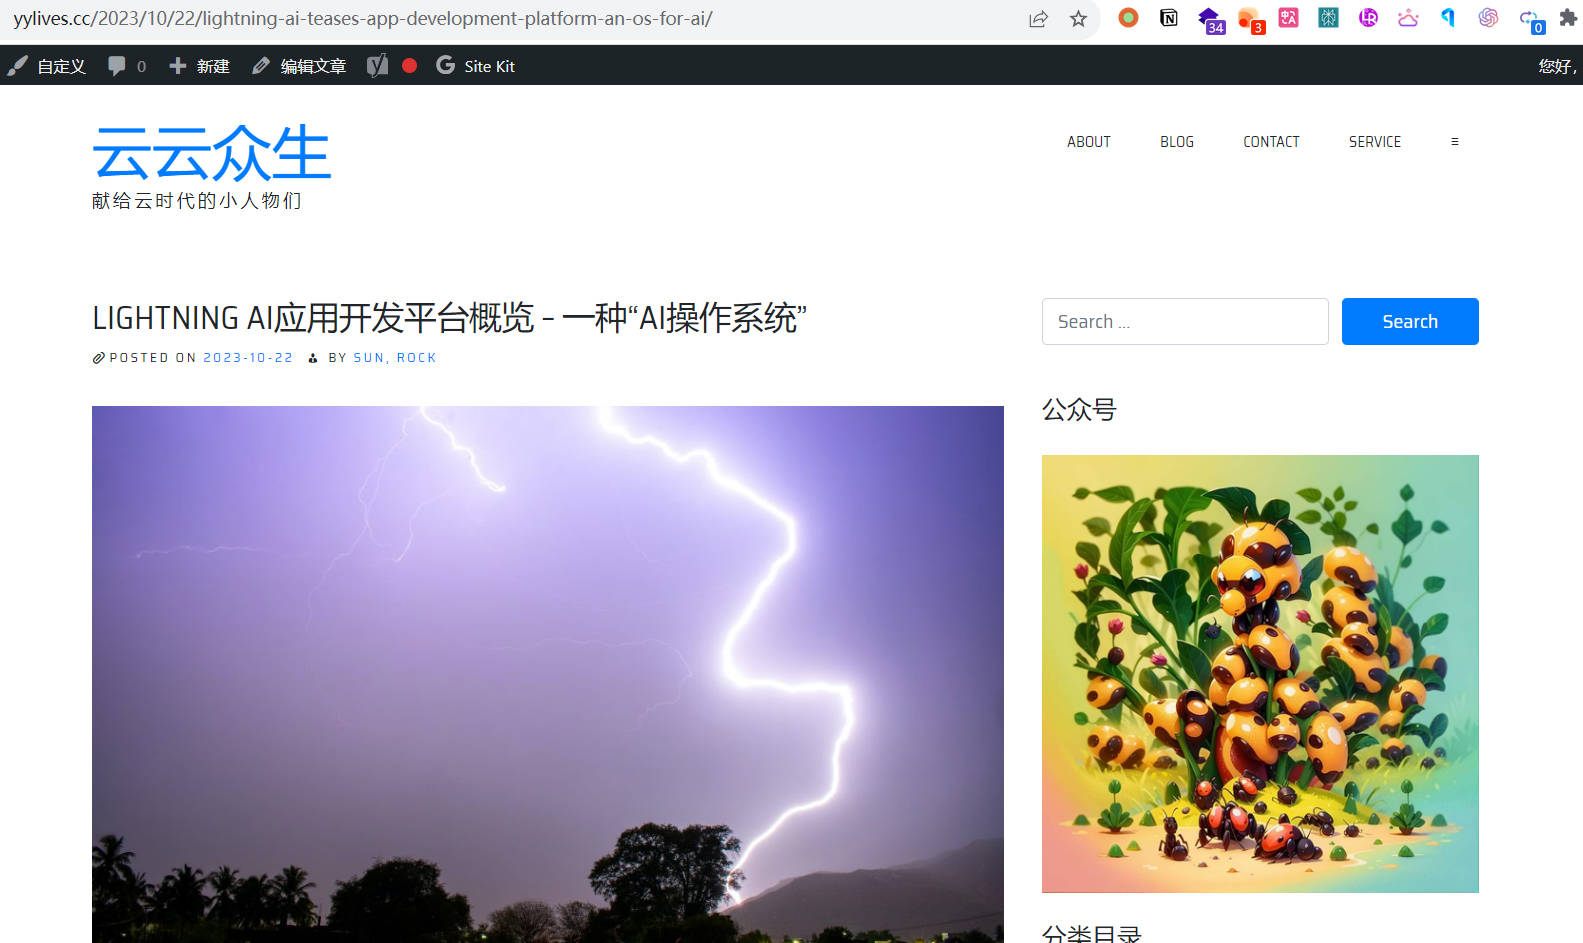 yylives.cc/2023/10/22/lightning-ai-teases-app-development-platform-an-os-for-ai/
34
3
0
自定义 0 新建 编辑文章 Site Kit 您好，
云云众生
献给云时代的小人物们
ABOUT BLOG CONTACT SERVICE ≡
LIGHTNING AI应用开发平台概览 – 一种“AI操作系统”
POSTED ON 2023-10-22 BY SUN, ROCK
Search …
Search
公众号
分类目录